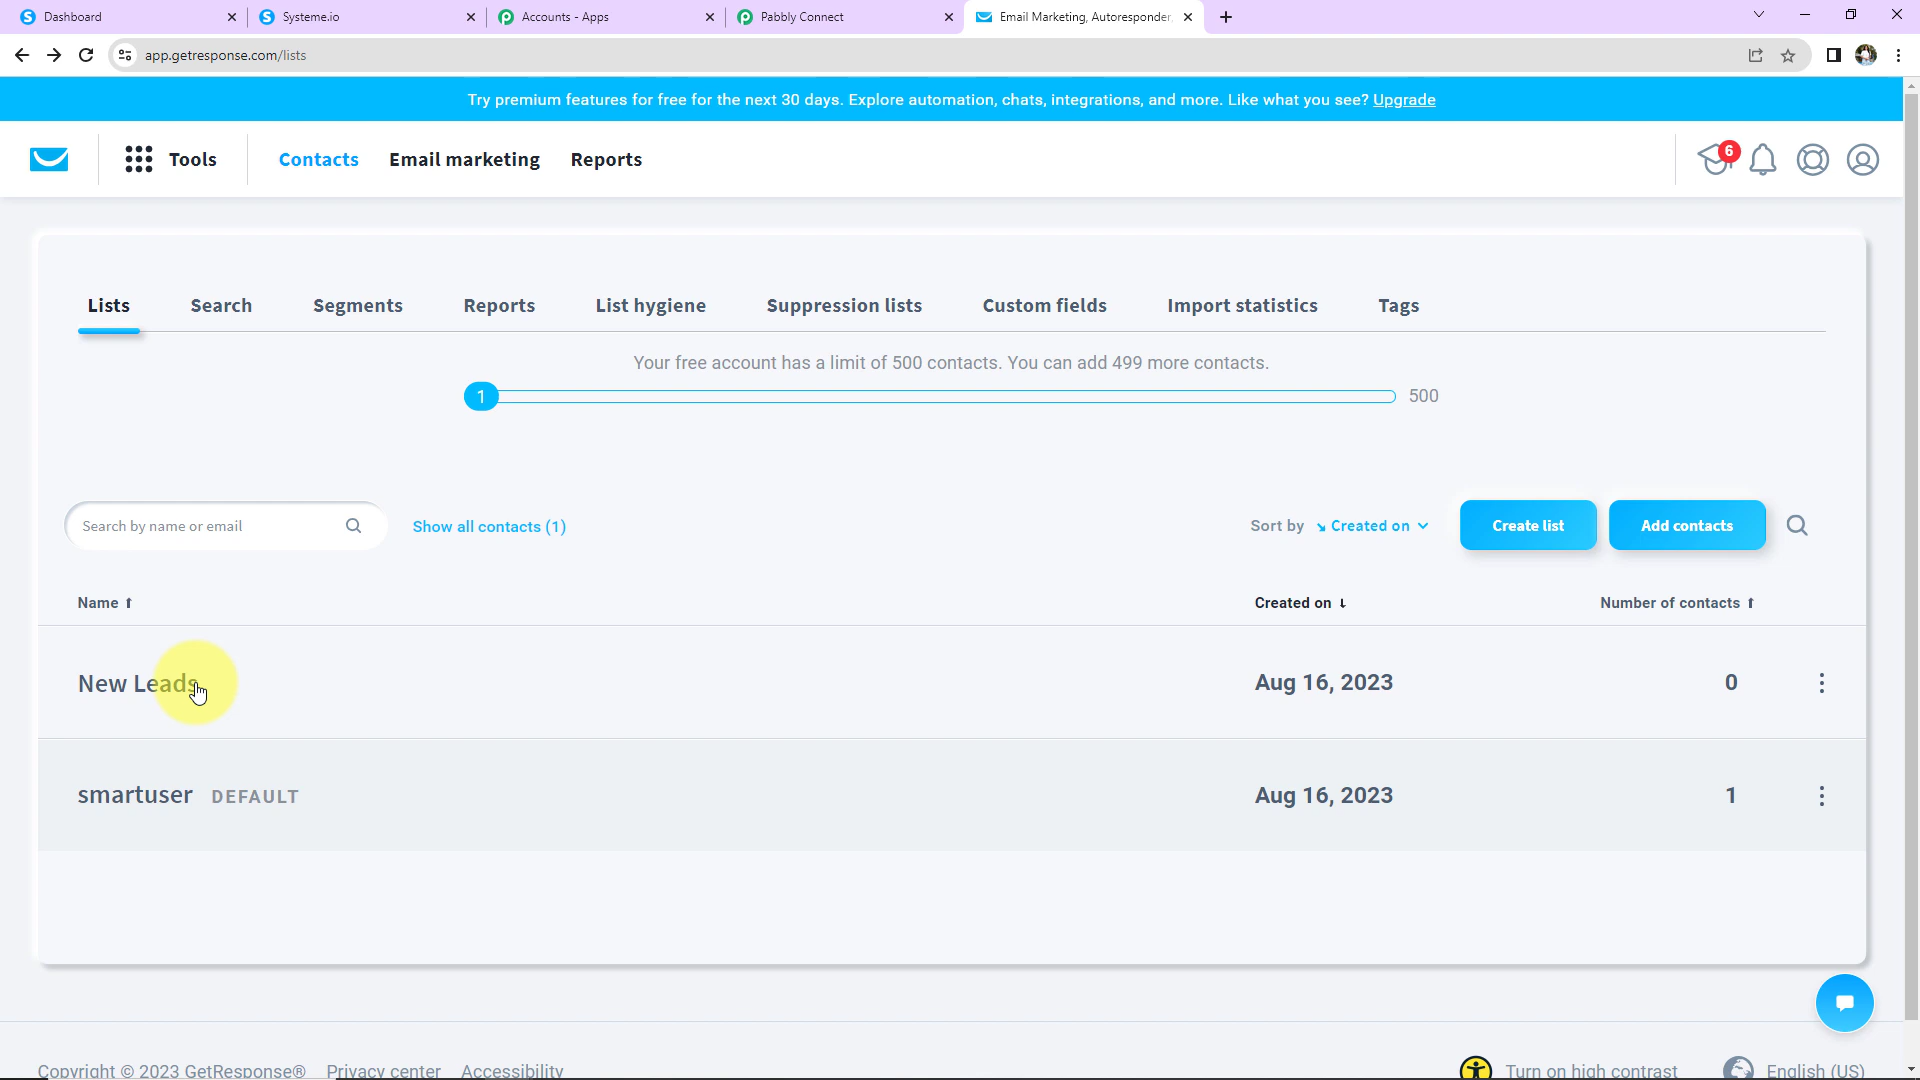 Dashboard
Systeme.io
Accounts - Apps
Pabbly Connect
Email Marketing, Autoresponder,
app.getresponse.com/lists
Try premium features for free for the next 30 days. Explore automation, chats, integrations, and more. Like what you see? Upgrade
Tools
Contacts
Email marketing
Reports
6
Lists
Search
Segments
Reports
List hygiene
Suppression lists
Custom fields
Import statistics
Tags
Your free account has a limit of 500 contacts. You can add 499 more contacts.
1
500
Search by name or email
Show all contacts (1)
Sort by
Created on
Create list
Add contacts
Name
Created on
Number of contacts
New Leads
Aug 16, 2023
0
smartuser DEFAULT
Aug 16, 2023
1
Copyright © 2023 GetResponse®
Privacy center
Accessibility
Turn on high contrast
English (US)